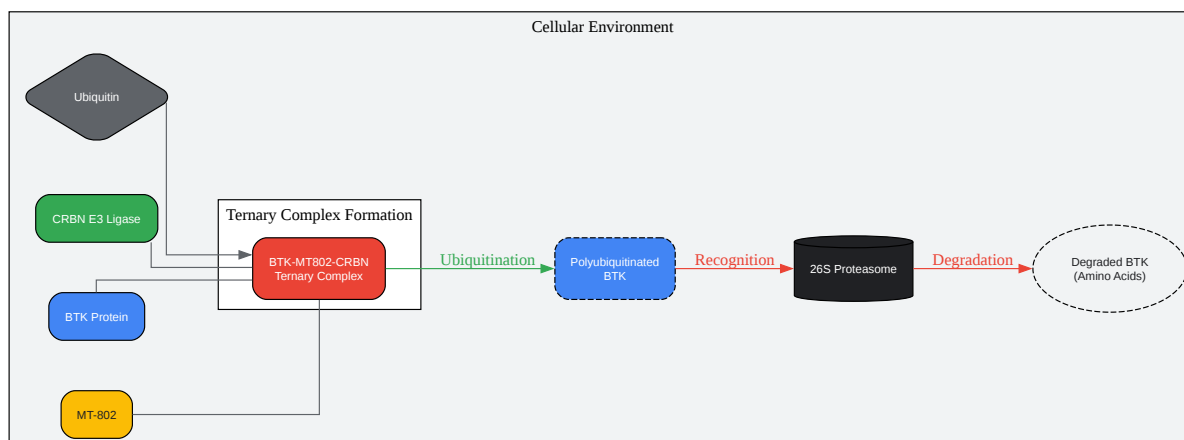 Cellular Environment
Ubiquitin
CRBN E3 Ligase
BTK Protein
MT-802
Ternary Complex Formation
BTK-MT802-CRBN
Ternary Complex
Ubiquitination
Polyubiquitinated
BTK
Recognition
26S Proteasome
Degradation
Degraded BTK
(Amino Acids)